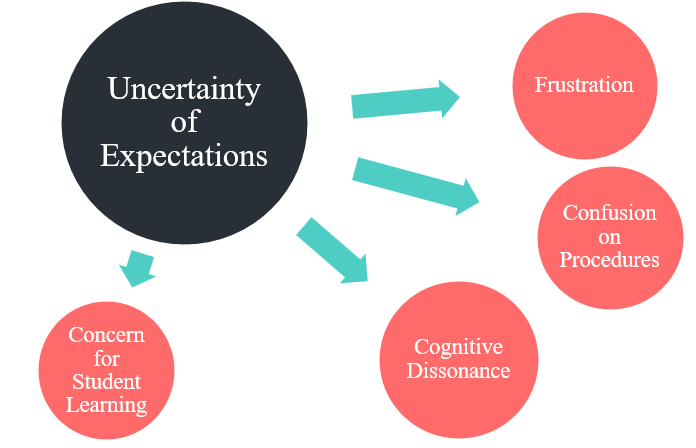 Uncertainty
of
Expectations
Frustration
Confusion
on
Procedures
Cognitive
Dissonance
Concern
for
Student
Learning